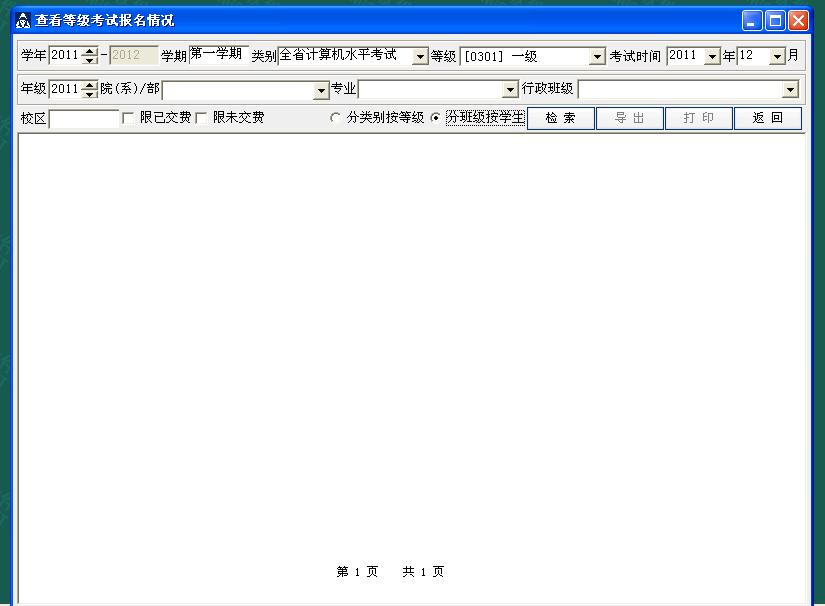 查看等级考试报名情况
学年 2011 - 2012 学期 第一学期 类别 全省计算机水平考试 等级 [0301] 一级 考试时间 2011 年 12 月
年级 2011 院(系)/部 专业 行政班级
校区 限已交费 限未交费 分类别按等级 分班级按学生 检 索 导 出 打 印 返 回
第 1 页 共 1 页